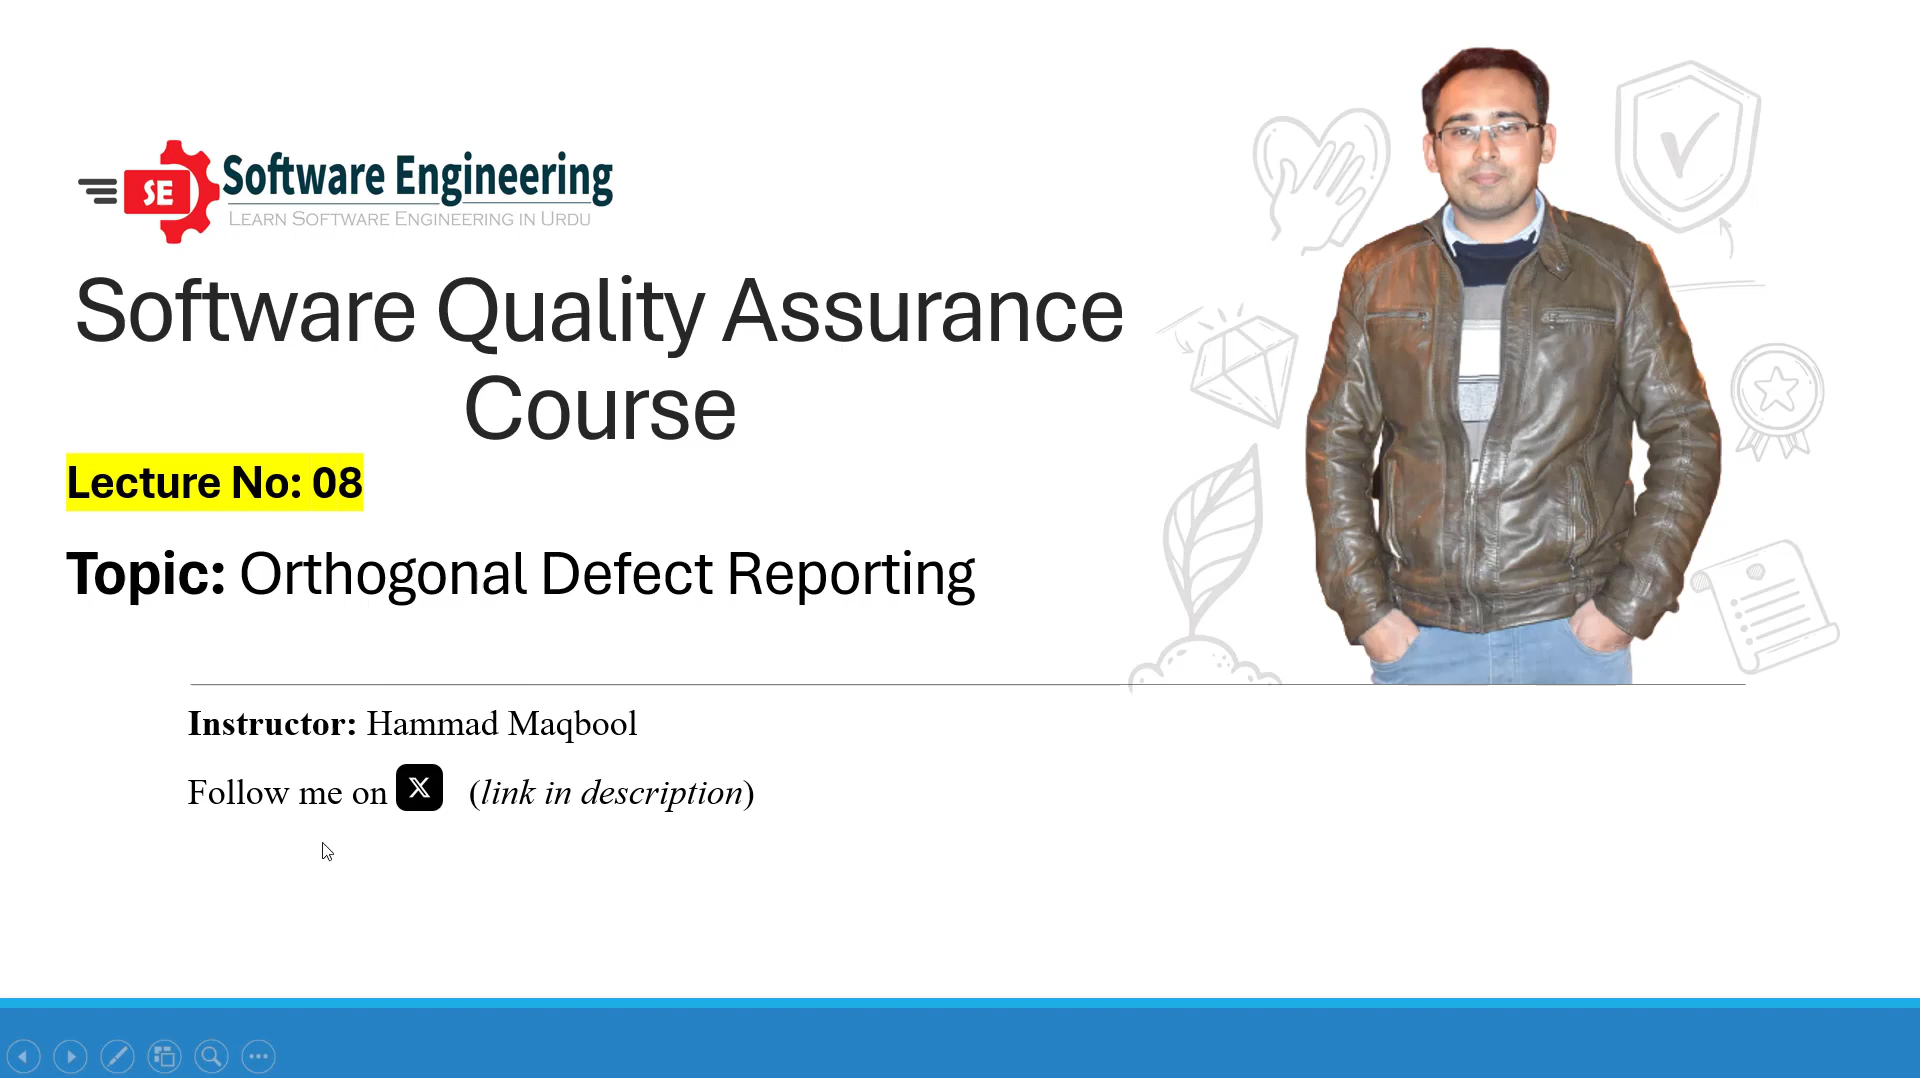 SE
Software Engineering
LEARN SOFTWARE ENGINEERING IN URDU
Software Quality Assurance
Course
Lecture No: 08
Topic: Orthogonal Defect Reporting
Instructor: Hammad Maqbool
Follow me on X (link in description)